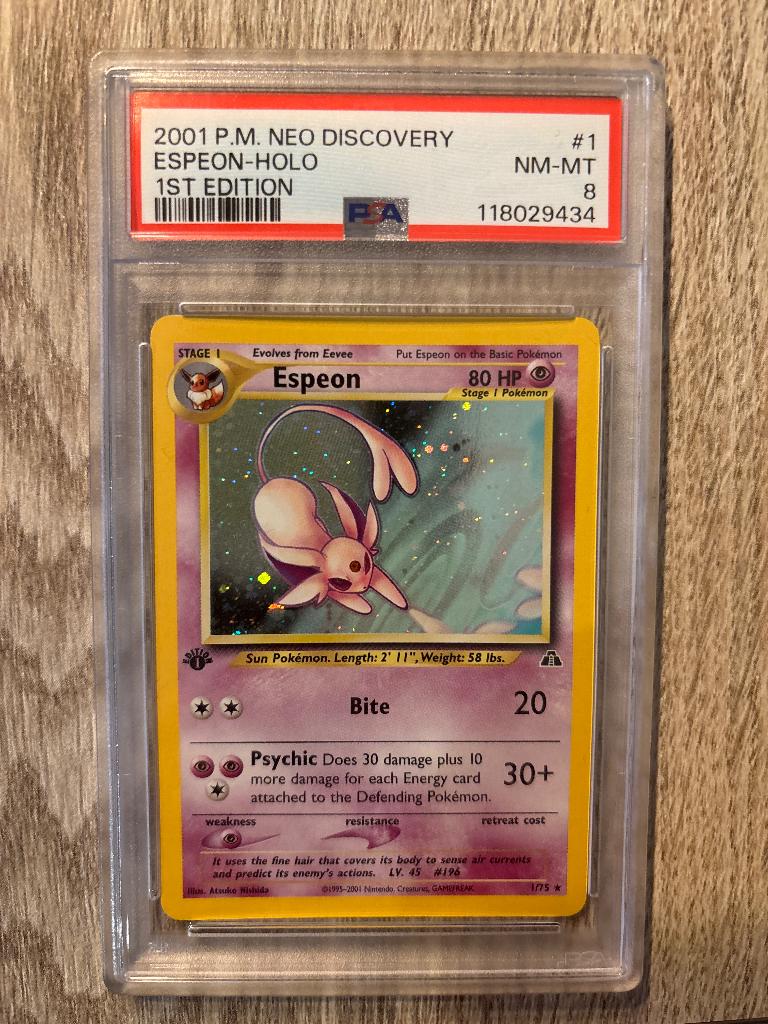 2001 P.M. NEO DISCOVERY #1
ESPEON-HOLO NM-MT
1ST EDITION 8
PSA 118029434
STAGE 1 Evolves from Eevee Put Espeon on the Basic Pokémon
Espeon 80 HP
Stage 1 Pokémon
EDITION 1
Sun Pokémon. Length: 2' 11", Weight: 58 lbs.
Bite 20
Psychic Does 30 damage plus 10
more damage for each Energy card
attached to the Defending Pokémon.
30+
weakness resistance retreat cost
It uses the fine hair that covers its body to sense air currents
and predict its enemy's actions. LV. 45 #196
Illus. Atsuko Nishida ©1995-2001 Nintendo, Creatures, GAMEFREAK. 1/75 ★